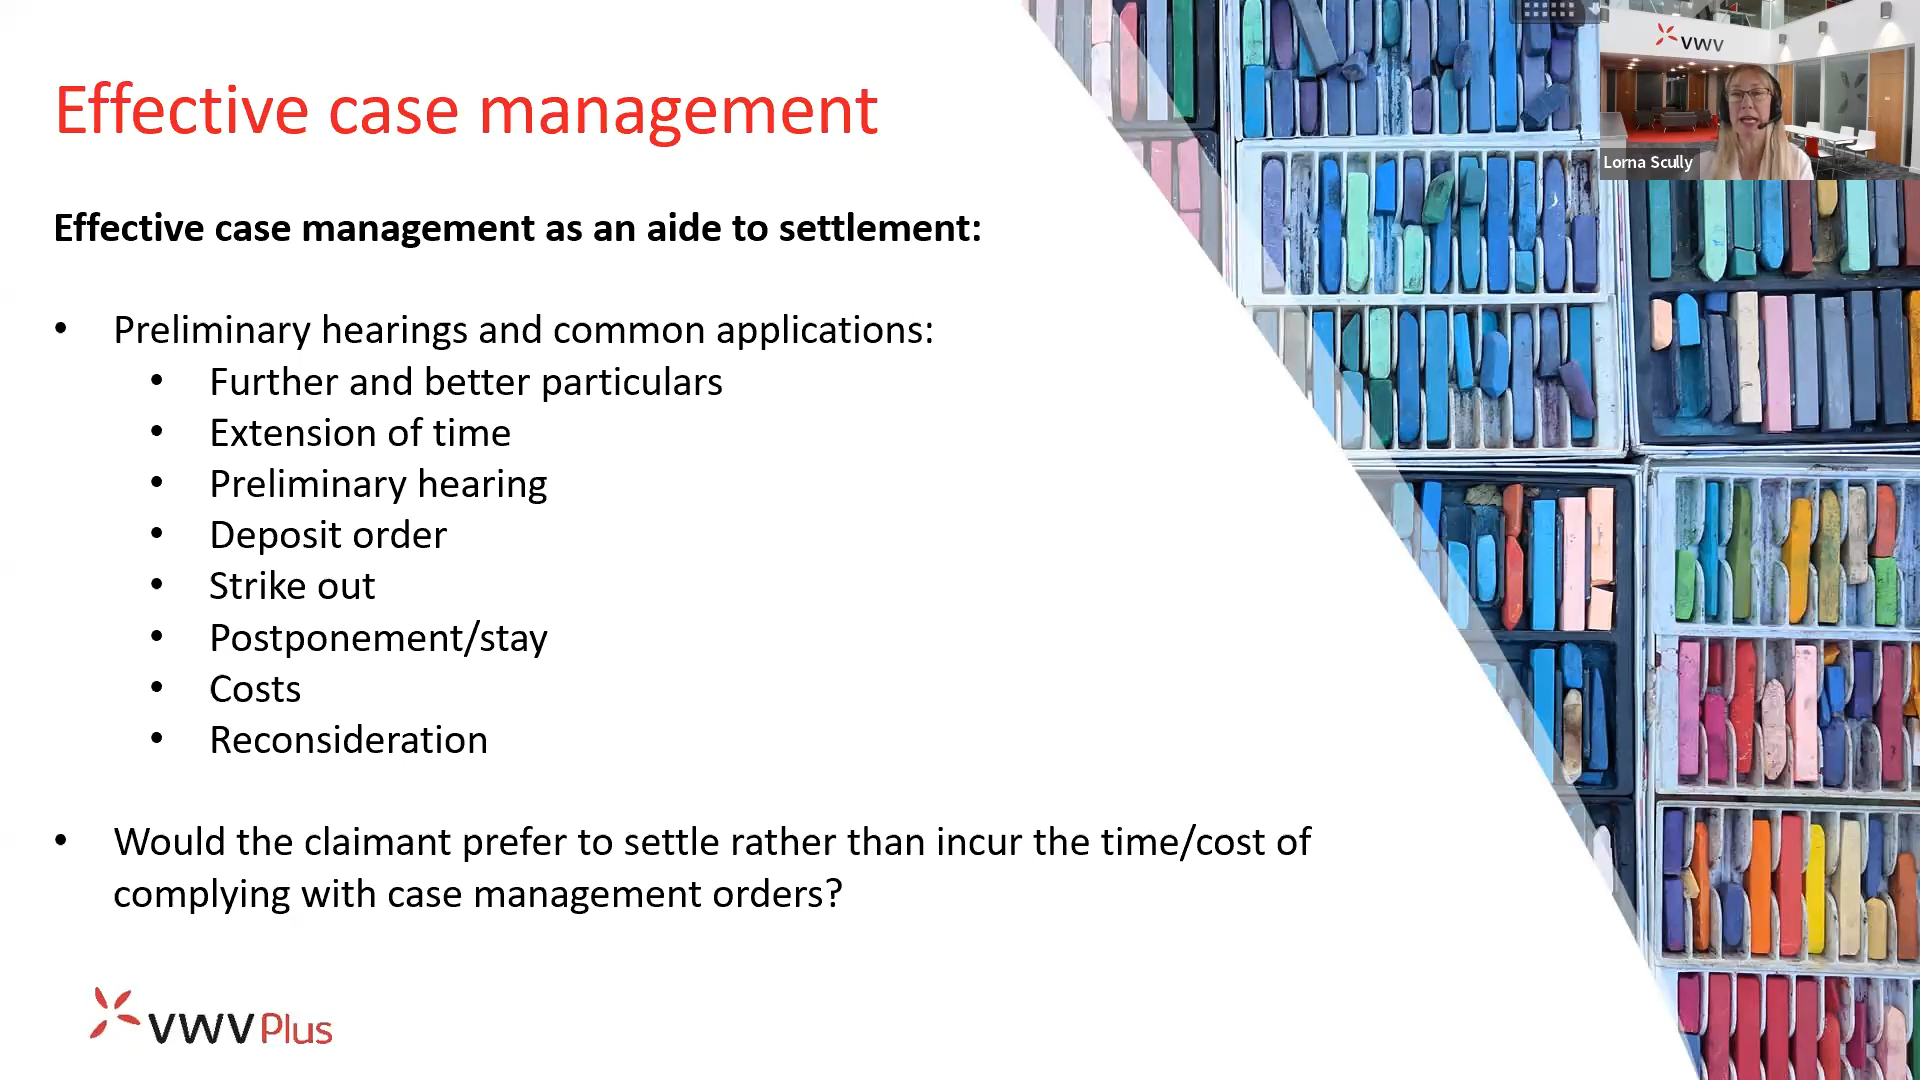 Effective case management
VWV
Lorna Scully
Effective case management as an aide to settlement:
• Preliminary hearings and common applications:
• Further and better particulars
• Extension of time
• Preliminary hearing
• Deposit order
• Strike out
• Postponement/stay
• Costs
• Reconsideration
• Would the claimant prefer to settle rather than incur the time/cost of
complying with case management orders?
VWV Plus